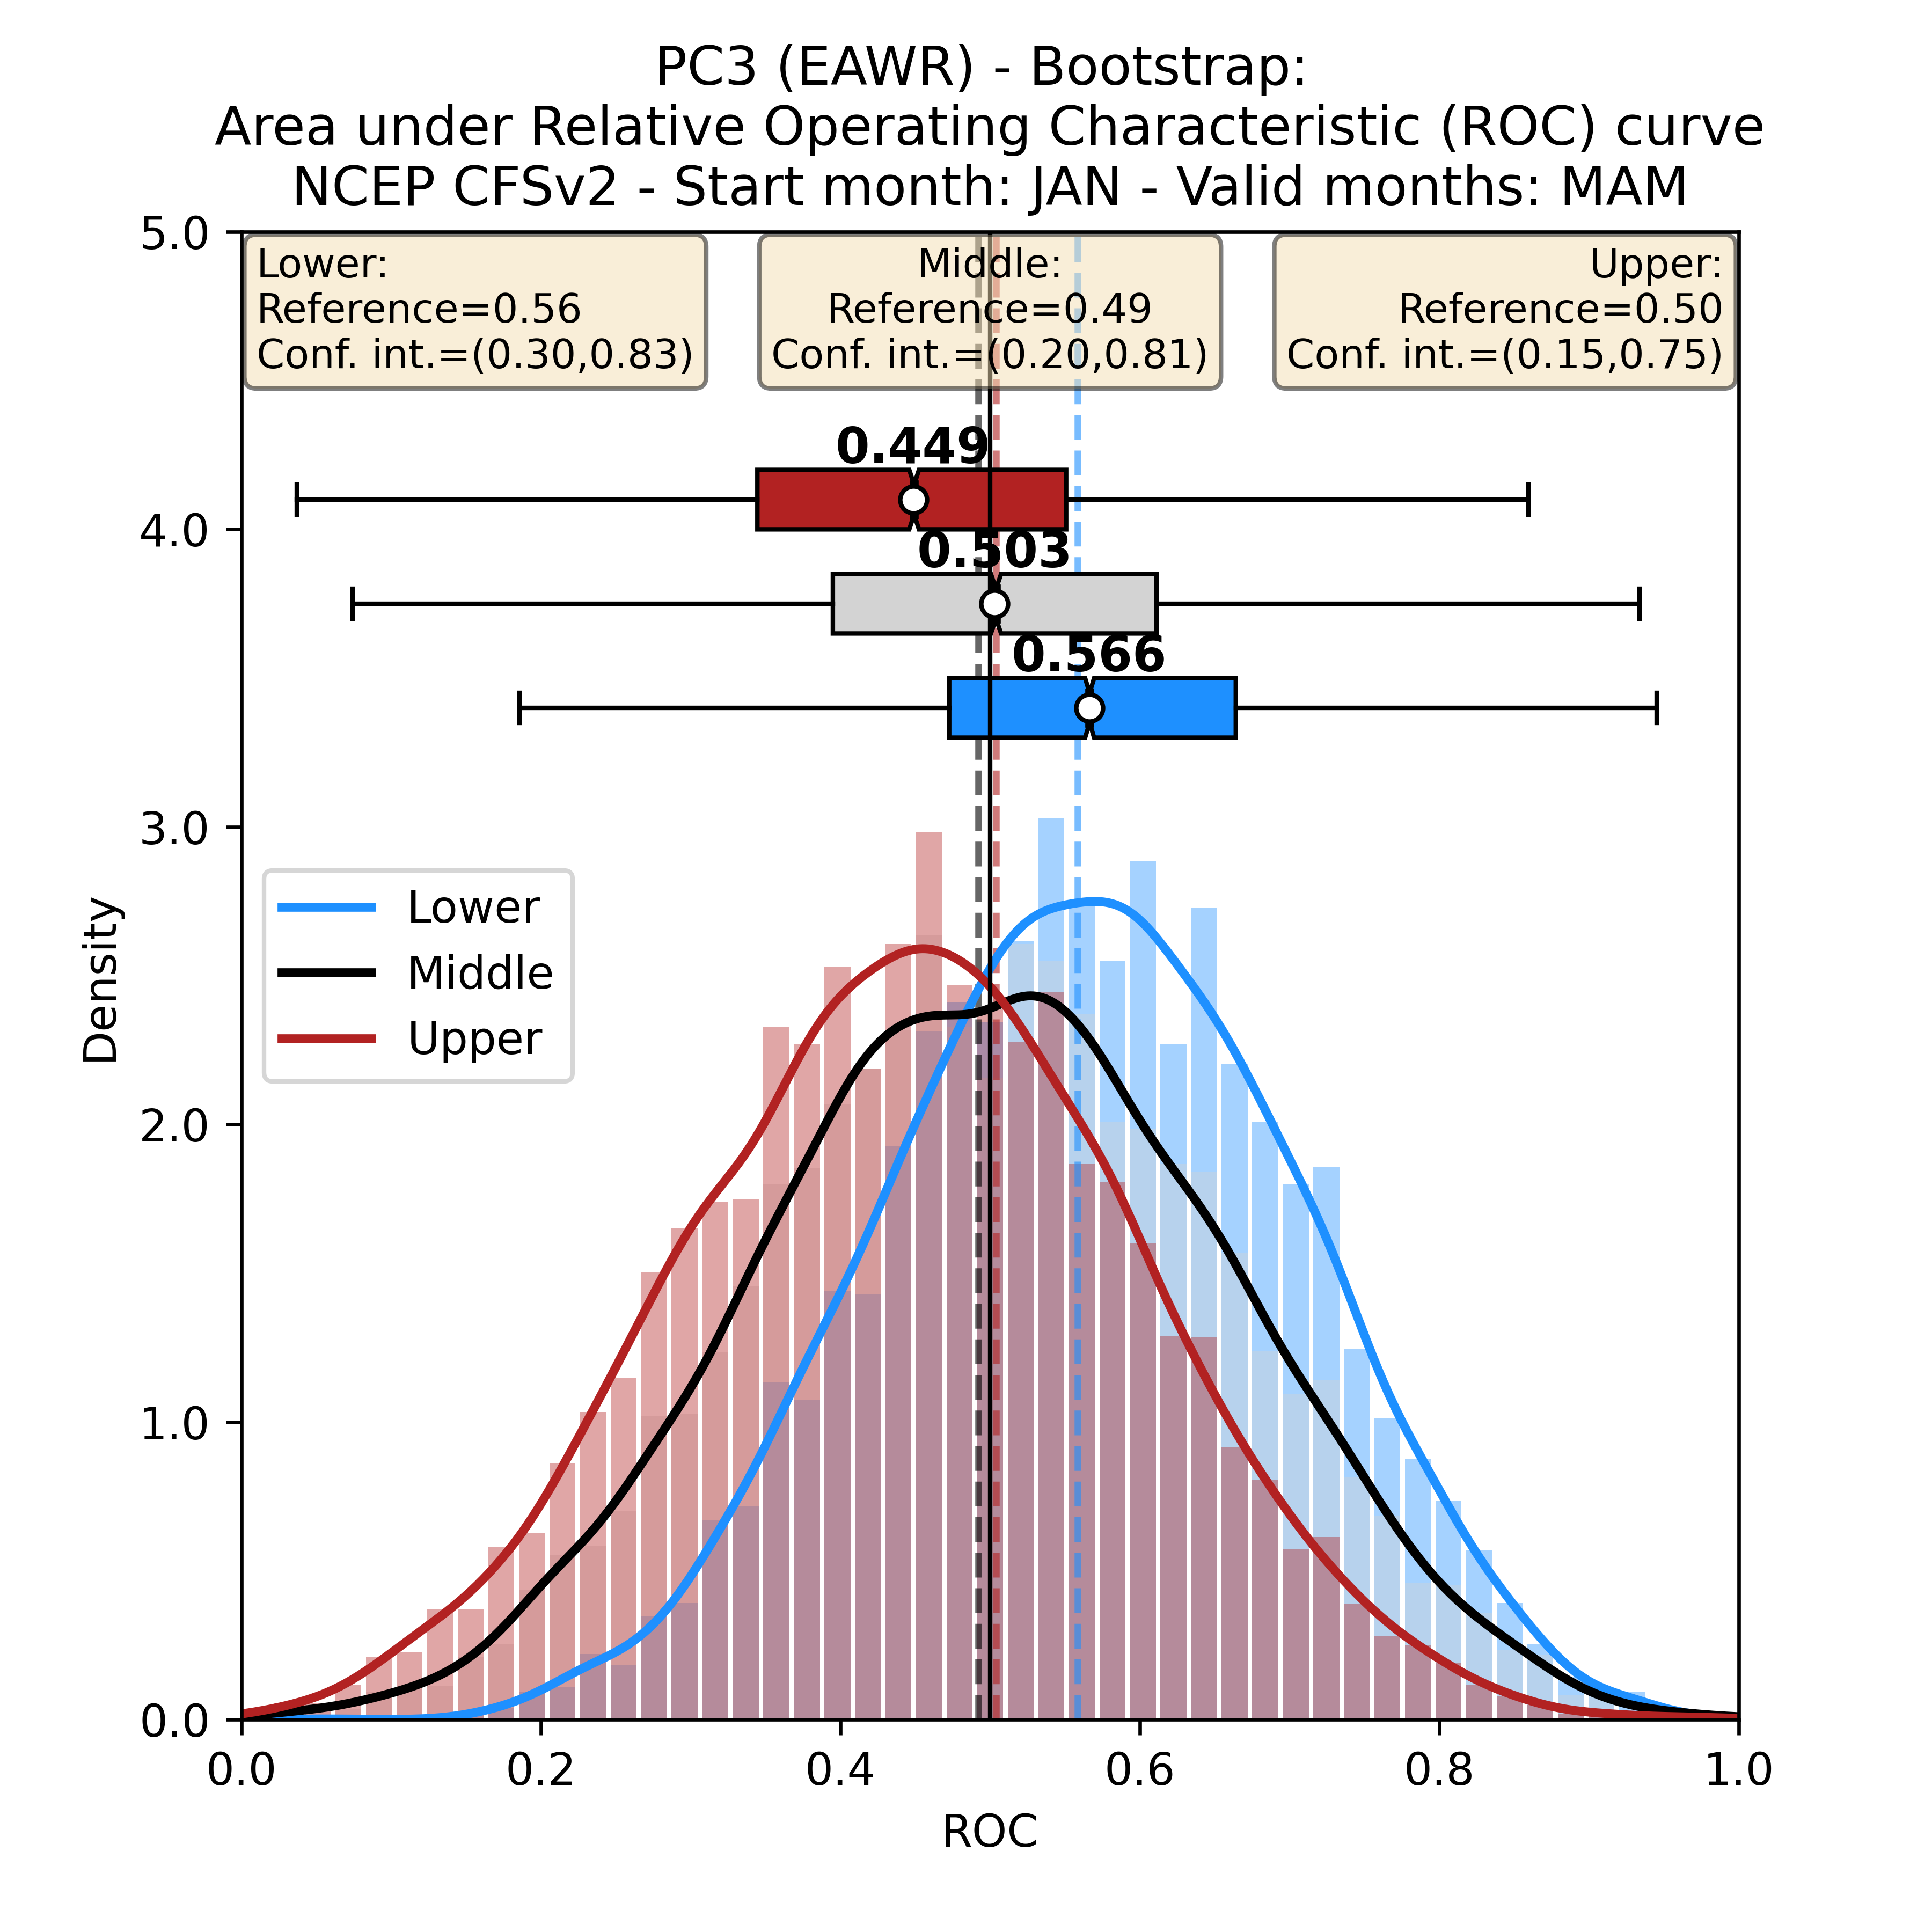 PC3 (EAWR) - Bootstrap:
Area under Relative Operating Characteristic (ROC) curve
NCEP CFSv2 - Start month: JAN - Valid months: MAM
5.0
Lower:
Reference=0.56
Conf. int.=(0.30,0.83)
Middle:
Reference=0.49
Conf. int.=(0.20,0.81)
Upper:
Reference=0.50
Conf. int.=(0.15,0.75)
0.449
4.0
0.503
0.566
3.0
Lower
Middle
Upper
Density
2.0
1.0
0.0
0.0 0.2 0.4 0.6 0.8 1.0
ROC